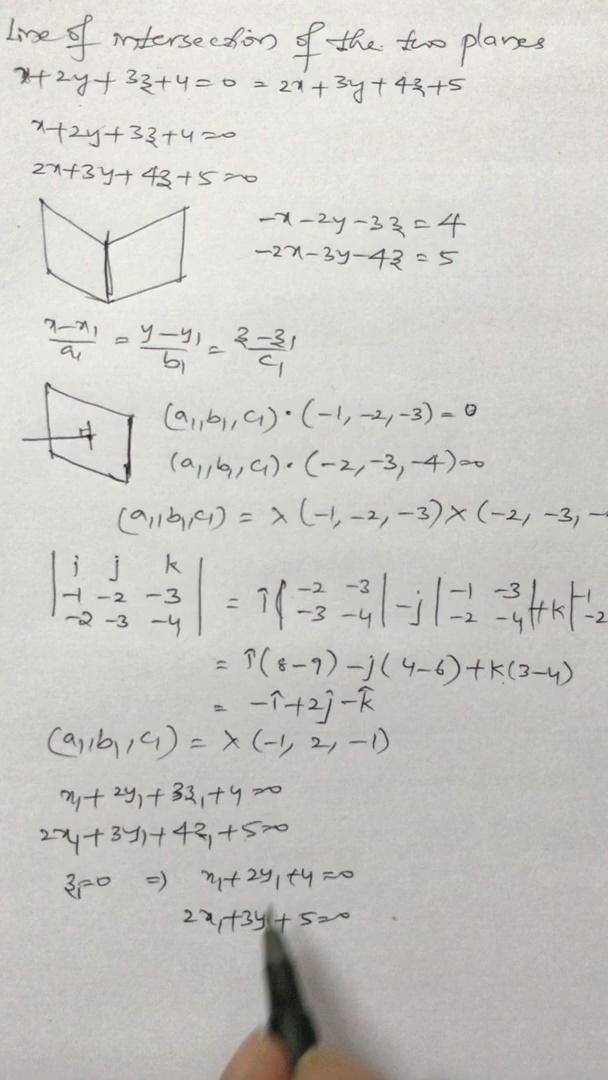 Line of intersection of the two planes
x+2y+3z+4=0 = 2x+3y+4z+5
x+2y+3z+4=0
2x+3y+4z+5=0
-x-2y-3z=4
-2x-3y-4z=5
x-x₁/a₁ = y-y₁/b₁ = z-z₁/c₁
(a₁,b₁,c₁)·(-1,-2,-3)=0
(a₁,b₁,c₁)·(-2,-3,-4)=0
(a₁,b₁,c₁) = λ(-1,-2,-3)×(-2,-3,-
|i j k; -1 -2 -3; -2 -3 -4| = î|-2 -3; -3 -4| -j|-1 -3; -2 -4| +k|-1; -2
= î(8-9)-j(4-6)+k(3-4)
= -î+2ĵ-k̂
(a₁,b₁,c₁) = λ(-1, 2, -1)
x₁+2y₁+3z₁+4=0
2x₁+3y₁+4z₁+5=0
z₁=0 ⇒ x₁+2y₁+4=0
2x₁+3y₁+5=0